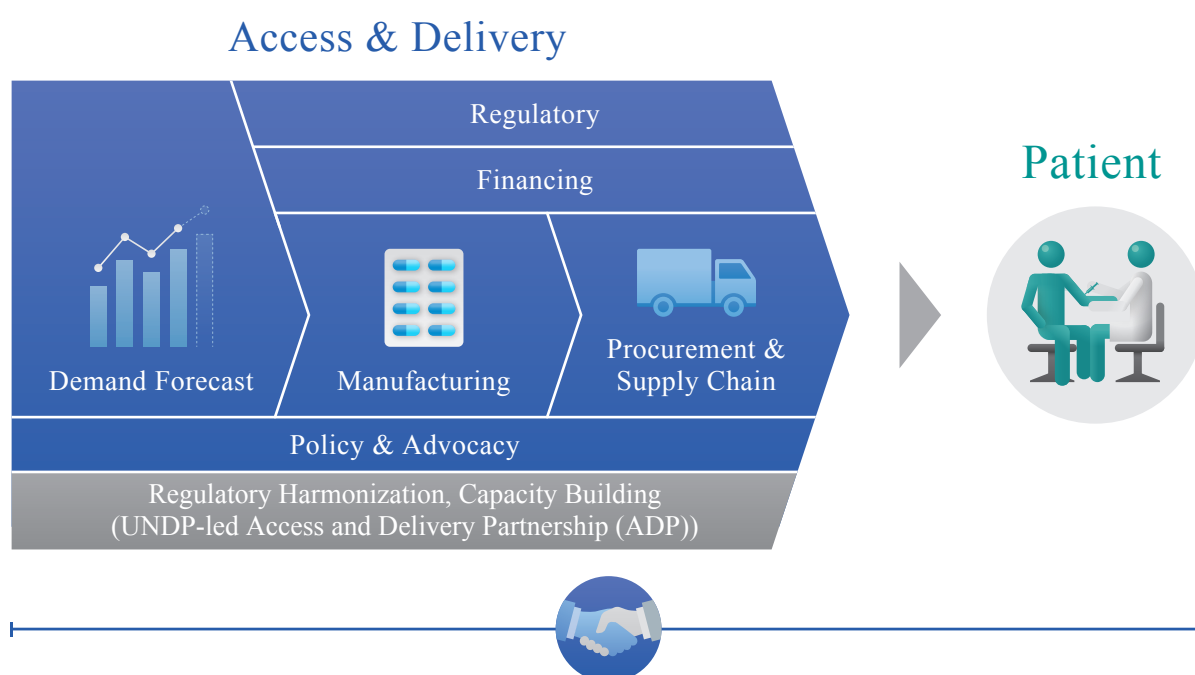 Access & Delivery
Regulatory
Financing
Patient
Demand Forecast
Manufacturing
Procurement &
Supply Chain
Policy & Advocacy
Regulatory Harmonization, Capacity Building
(UNDP-led Access and Delivery Partnership (ADP))